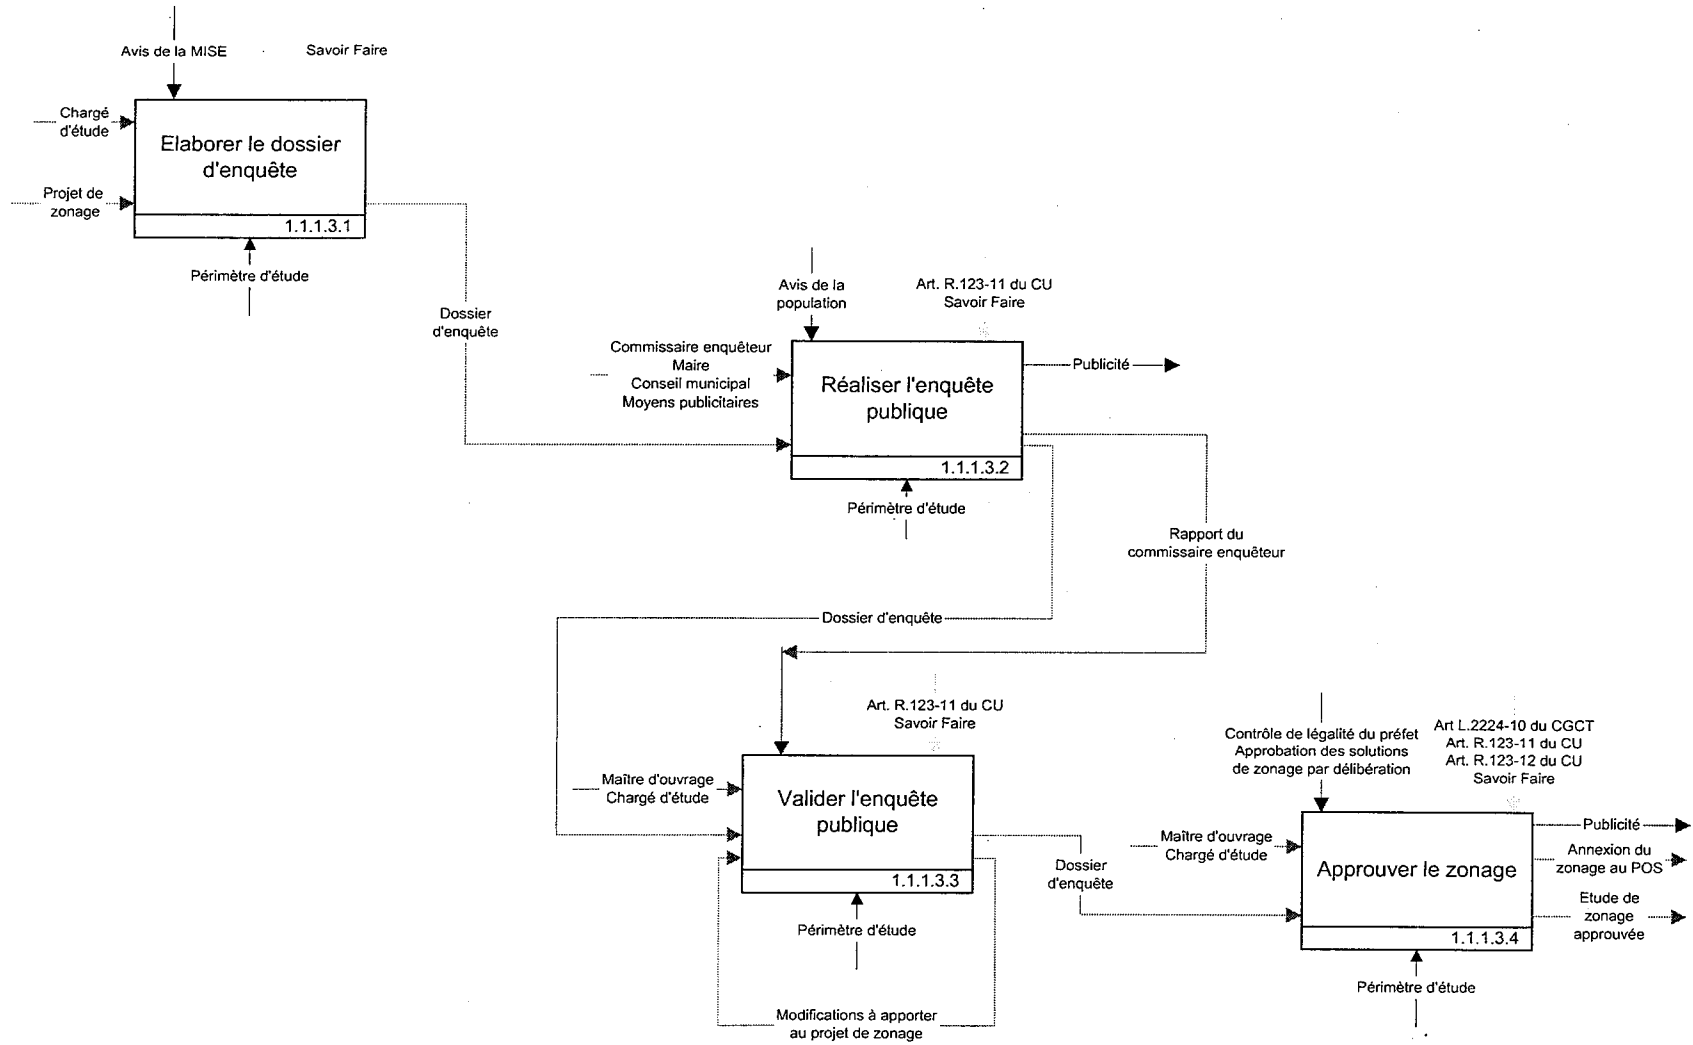 Avis de la MISE
Savoir Faire
Chargé
d'étude
Elaborer le dossier
d'enquête
Projet de
zonage
1.1.1.3.1
Périmètre d'étude
Dossier
d'enquête
Avis de la
population
Art. R.123-11 du CU
Savoir Faire
Commissaire enquêteur
Maire
Conseil municipal
Moyens publicitaires
Réaliser l'enquête
publique
Publicité
1.1.1.3.2
Périmètre d'étude
Rapport du
commissaire enquêteur
Dossier d'enquête
Art. R.123-11 du CU
Savoir Faire
Maître d'ouvrage
Chargé d'étude
Valider l'enquête
publique
1.1.1.3.3
Périmètre d'étude
Modifications à apporter
au projet de zonage
Dossier
d'enquête
Contrôle de légalité du préfet
Approbation des solutions
de zonage par délibération
Art L.2224-10 du CGCT
Art. R.123-11 du CU
Art. R.123-12 du CU
Savoir Faire
Maître d'ouvrage
Chargé d'étude
Approuver le zonage
1.1.1.3.4
Publicité
Annexion du
zonage au POS
Etude de
zonage
approuvée
Périmètre d'étude